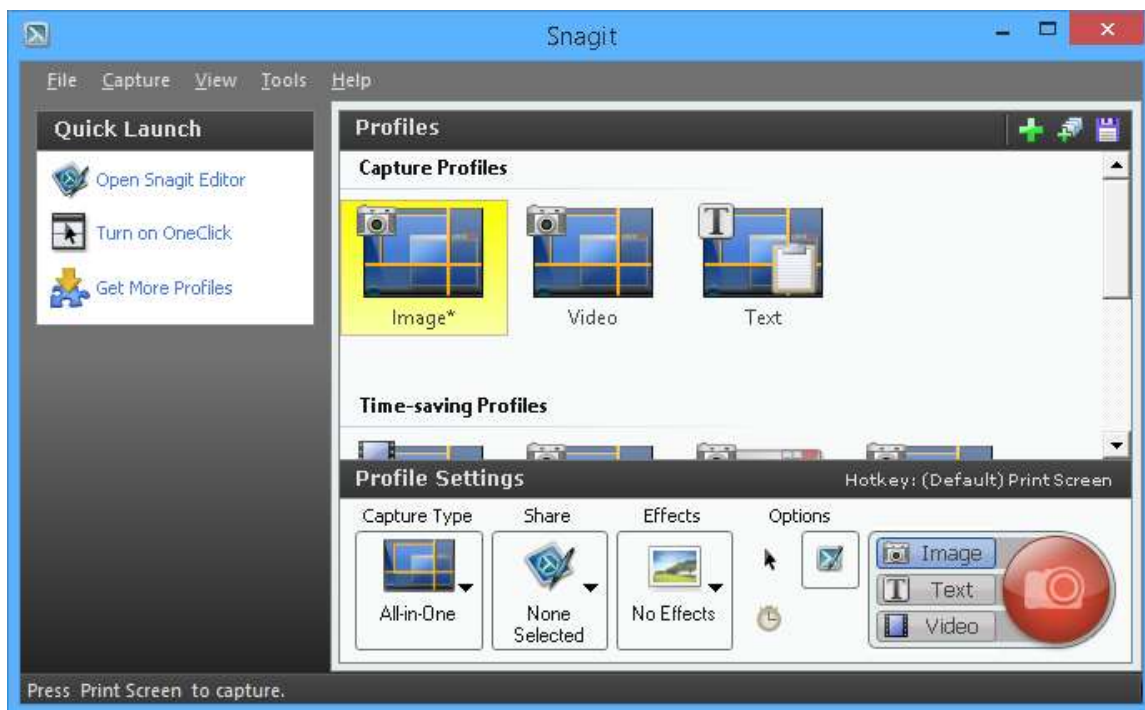 Snagit
File Capture View Tools Help
Quick Launch
Open Snagit Editor
Turn on OneClick
Get More Profiles
Profiles
Capture Profiles
Image*
Video
T
Text
Time-saving Profiles
Profile Settings
Hotkey: (Default) Print Screen
Capture Type
Share
Effects
Options
All-in-One
None
Selected
No Effects
Image
T Text
Video
Press Print Screen to capture.